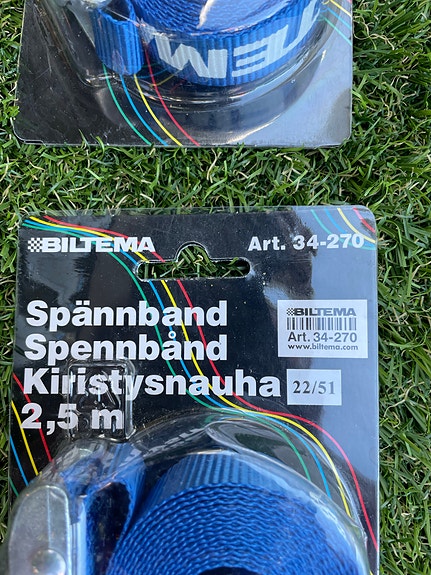 BILTEMA
Art. 34-270
Spännband
Spennbånd
Kiristysnauha
2,5 m
BILTEMA
Art. 34-270
www.biltema.com
22/51